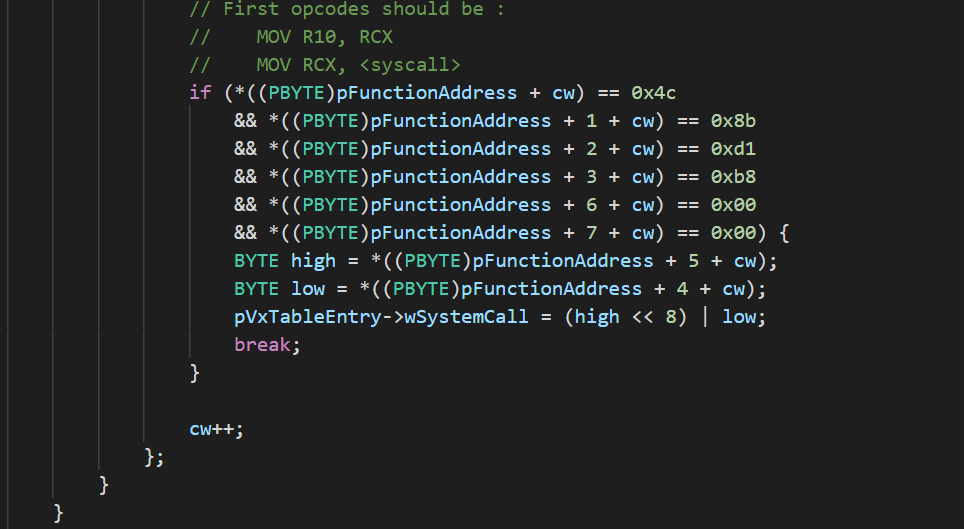 // First opcodes should be :
//    MOV R10, RCX
//    MOV RCX, <syscall>
if (*((PBYTE)pFunctionAddress + cw) == 0x4c
    && *((PBYTE)pFunctionAddress + 1 + cw) == 0x8b
    && *((PBYTE)pFunctionAddress + 2 + cw) == 0xd1
    && *((PBYTE)pFunctionAddress + 3 + cw) == 0xb8
    && *((PBYTE)pFunctionAddress + 6 + cw) == 0x00
    && *((PBYTE)pFunctionAddress + 7 + cw) == 0x00) {
    BYTE high = *((PBYTE)pFunctionAddress + 5 + cw);
    BYTE low = *((PBYTE)pFunctionAddress + 4 + cw);
    pVxTableEntry->wSystemCall = (high << 8) | low;
    break;
}
cw++;
};
}
}